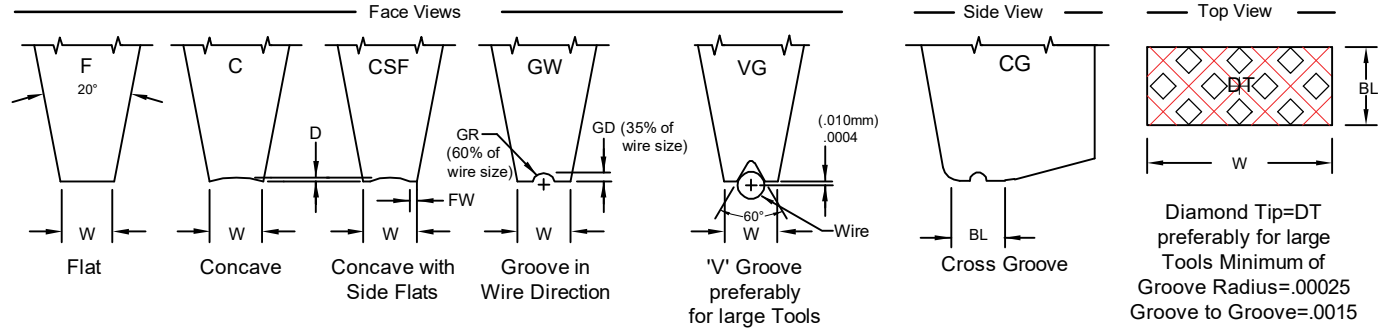 Face Views
Side View
Top View
F
20°
C
CSF
GW
VG
CG
DT
D
GR
(60% of
wire size)
GD (35% of
wire size)
(.010mm)
.0004
BL
FW
60°
Wire
W
W
W
W
W
BL
W
Flat
Concave
Concave with
Side Flats
Groove in
Wire Direction
'V' Groove
preferably
for large Tools
Cross Groove
Diamond Tip=DT
preferably for large
Tools Minimum of
Groove Radius=.00025
Groove to Groove=.0015